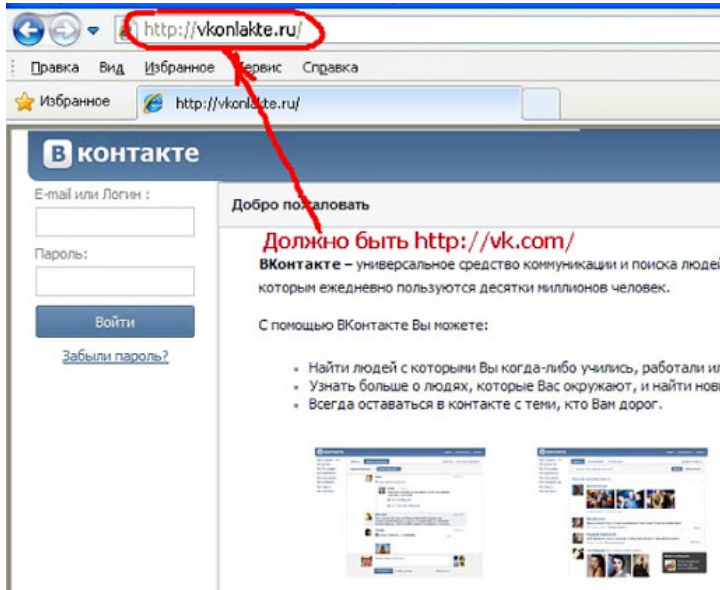 http://vkonlakte.ru/
Правка Вид Избранное Сервис Справка
Избранное http://vkonlakte.ru/
В контакте
E-mail или Логин :
Добро пожаловать
Должно быть http://vk.com/
Пароль:
ВКонтакте – универсальное средство коммуникации и поиска людей
которым ежедневно пользуются десятки миллионов человек.
Войти
С помощью ВКонтакте Вы можете:
Забыли пароль?
Найти людей с которыми Вы когда-либо учились, работали ил
Узнать больше о людях, которые Вас окружают, и найти нов
Всегда оставаться в контакте с теми, кто Вам дорог.